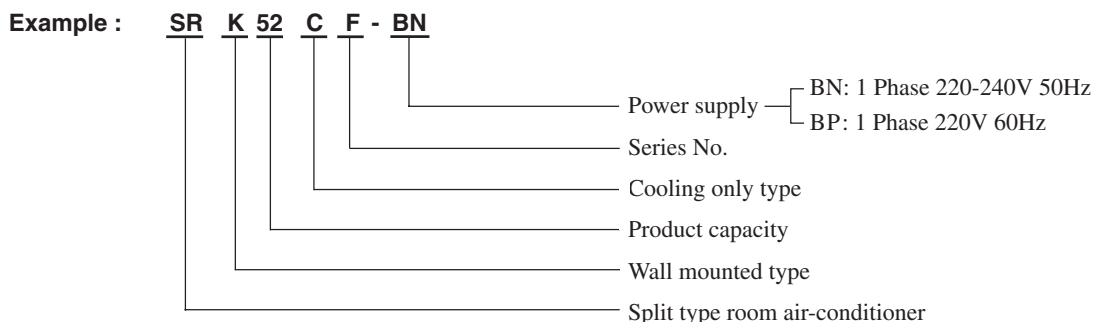 Example : SR K 52 C F - BN
BN: 1 Phase 220-240V 50Hz
Power supply
BP: 1 Phase 220V 60Hz
Series No.
Cooling only type
Product capacity
Wall mounted type
Split type room air-conditioner